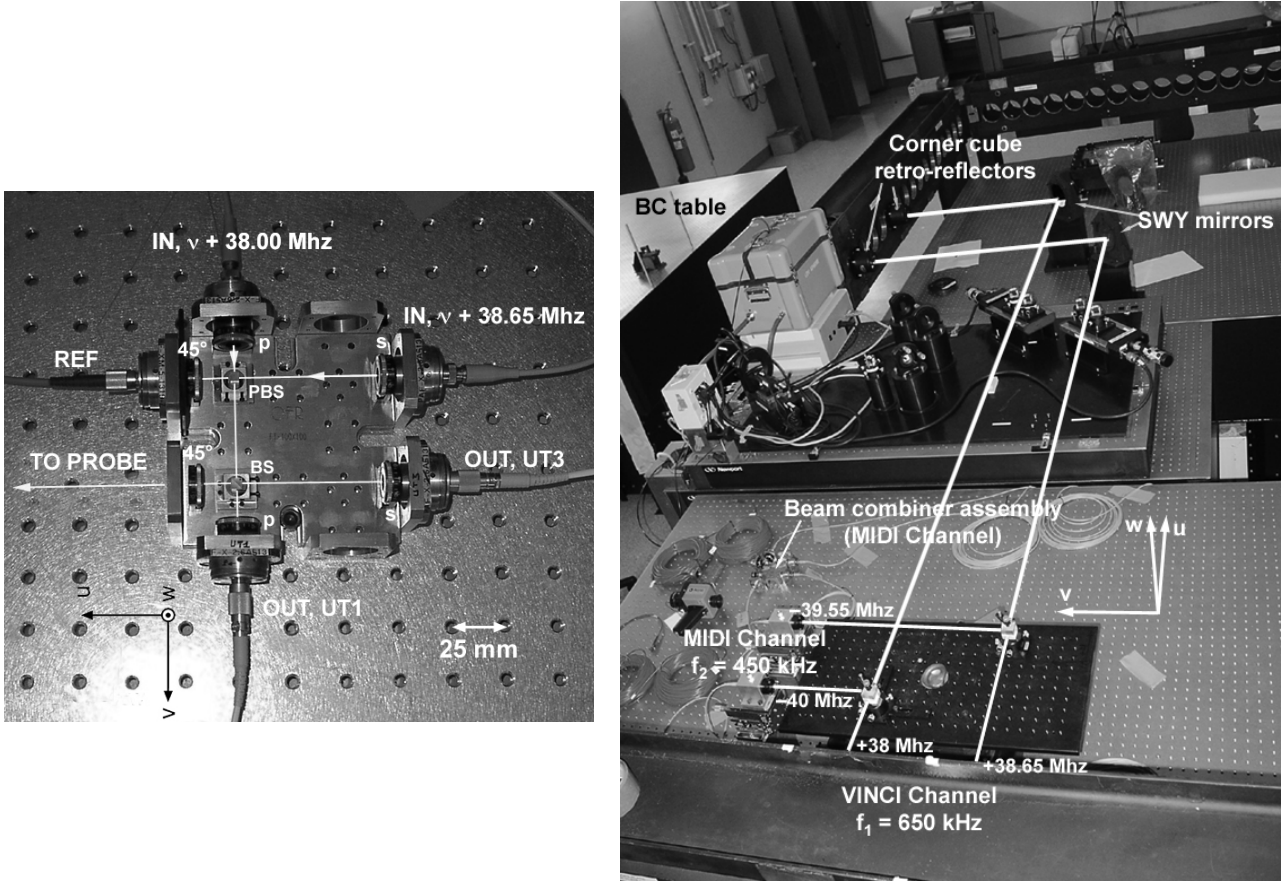 IN, ν + 38.00 Mhz
IN, ν + 38.65 Mhz
REF
45°
p
s
PBS
TO PROBE
45°
BS
OUT, UT3
s
p
UT1
OUT, UT1
u
w
v
25 mm
Corner cube
retro-reflectors
BC table
SWY mirrors
Newport
Beam combiner assembly
(MIDI Channel)
w
u
v
–39.55 Mhz
MIDI Channel
f₂ = 450 kHz
–40 Mhz
+38 Mhz
+38.65 Mhz
VINCI Channel
f₁ = 650 kHz